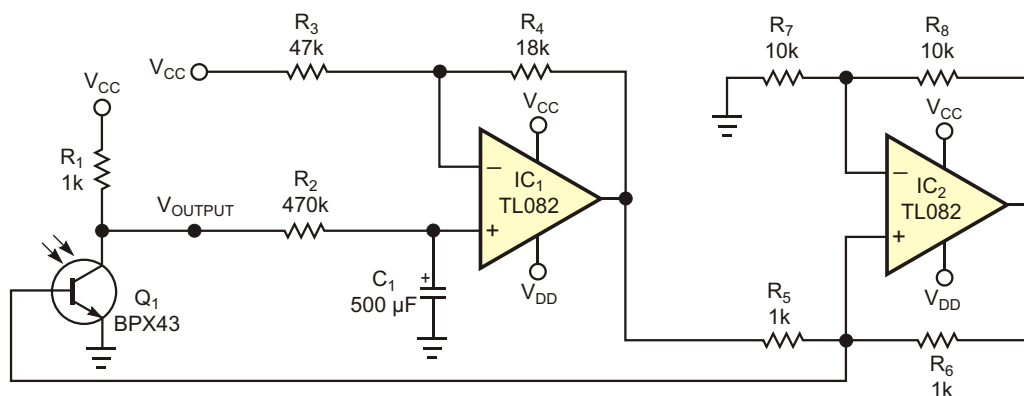 R3
47k
R4
18k
R7
10k
R8
10k
VCC
VCC
VCC
VCC
R1
1k
R2
470k
VOUTPUT
–
IC1
TL082
+
–
IC2
TL082
+
C1
500 µF
+
VDD
VDD
Q1
BPX43
R5
1k
R6
1k